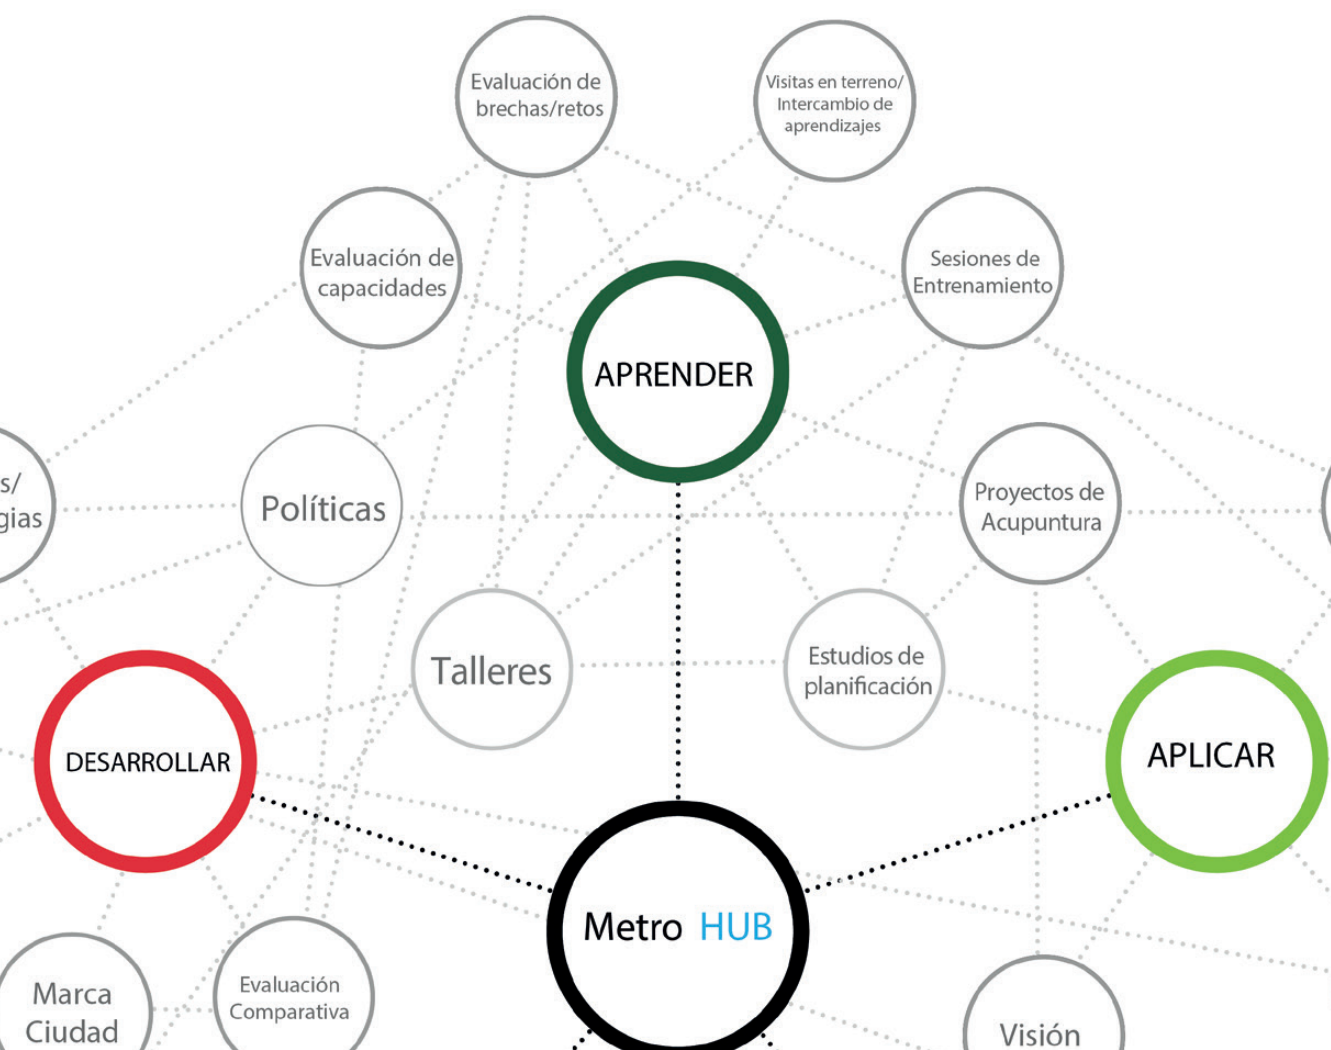 Evaluación de
brechas/retos
Visitas en terreno/
Intercambio de
aprendizajes
Evaluación de
capacidades
Sesiones de
Entrenamiento
APRENDER
s/
gias
Políticas
Proyectos de
Acupuntura
Talleres
Estudios de
planificación
DESARROLLAR
APLICAR
Metro HUB
Marca
Ciudad
Evaluación
Comparativa
Visión